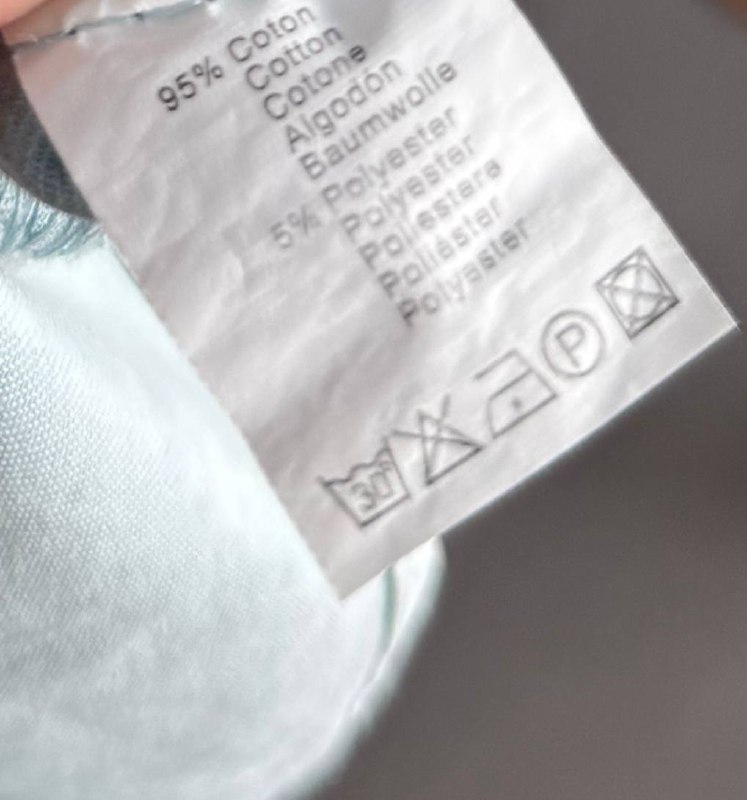 95% Coton
Cotton
Cotone
Algodón
Baumwolle
5% Polyester
Polyester
Poliestere
Poliéster
Polyester
30°
P